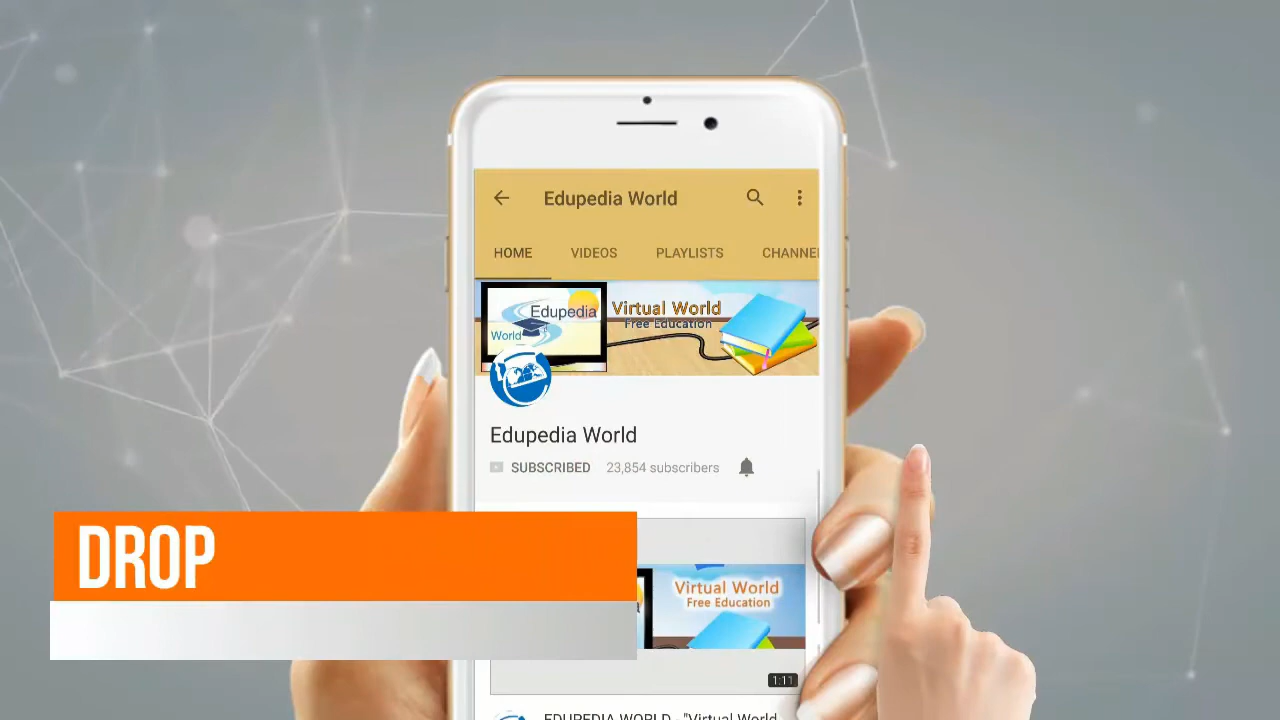 Edupedia World
HOME VIDEOS PLAYLISTS CHANNE
Edupedia
World
Virtual World
Free Education
Edupedia World
SUBSCRIBED 23,854 subscribers
DROP
Virtual World
Free Education
1:11
EDUPEDIA WORLD - "Virtual World